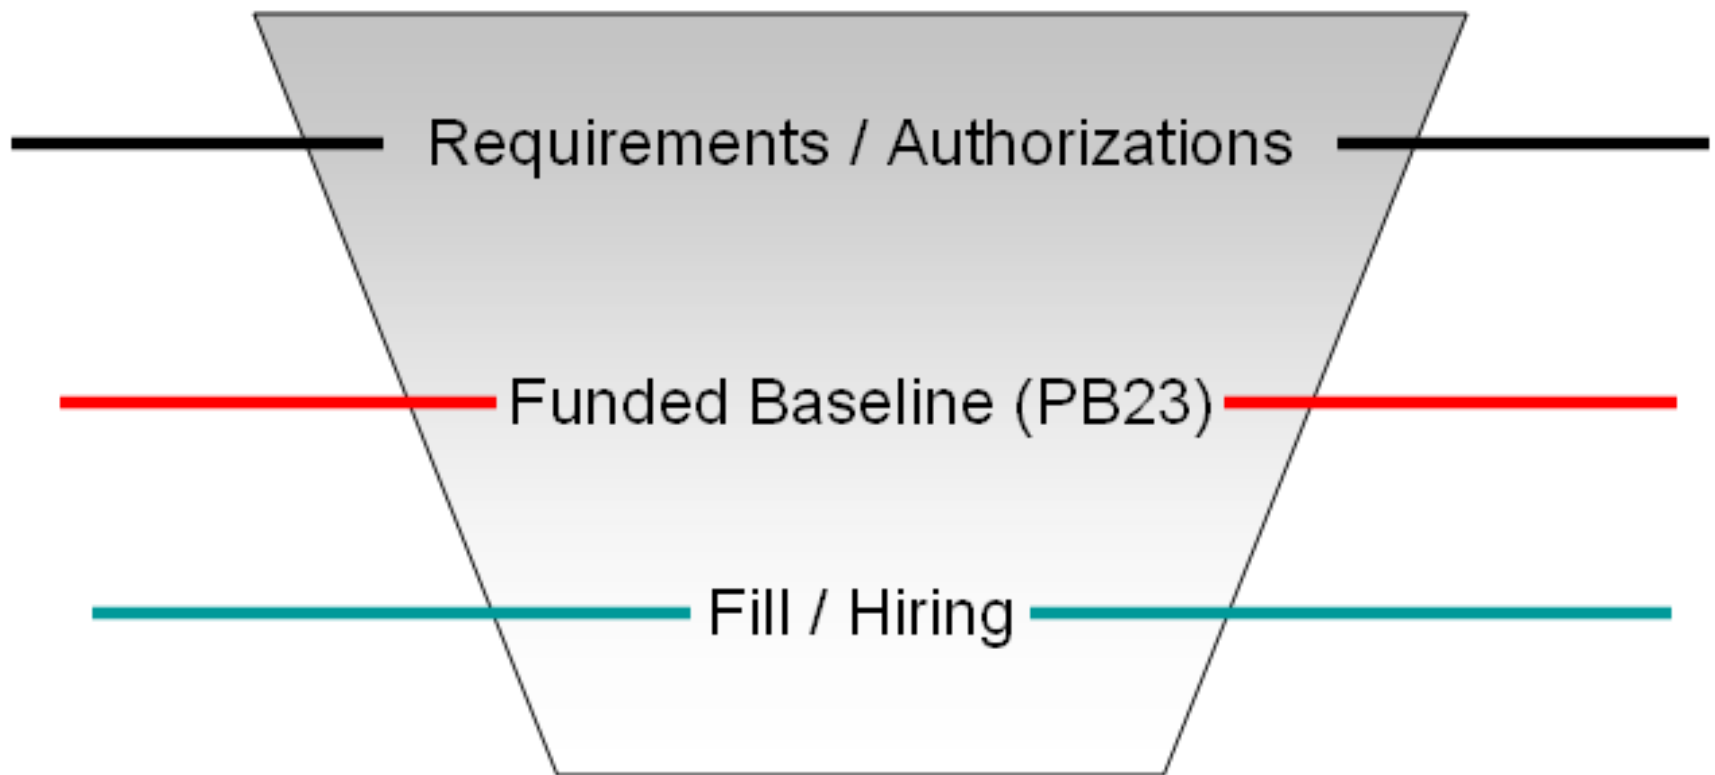 Requirements / Authorizations
Funded Baseline (PB23)
Fill / Hiring